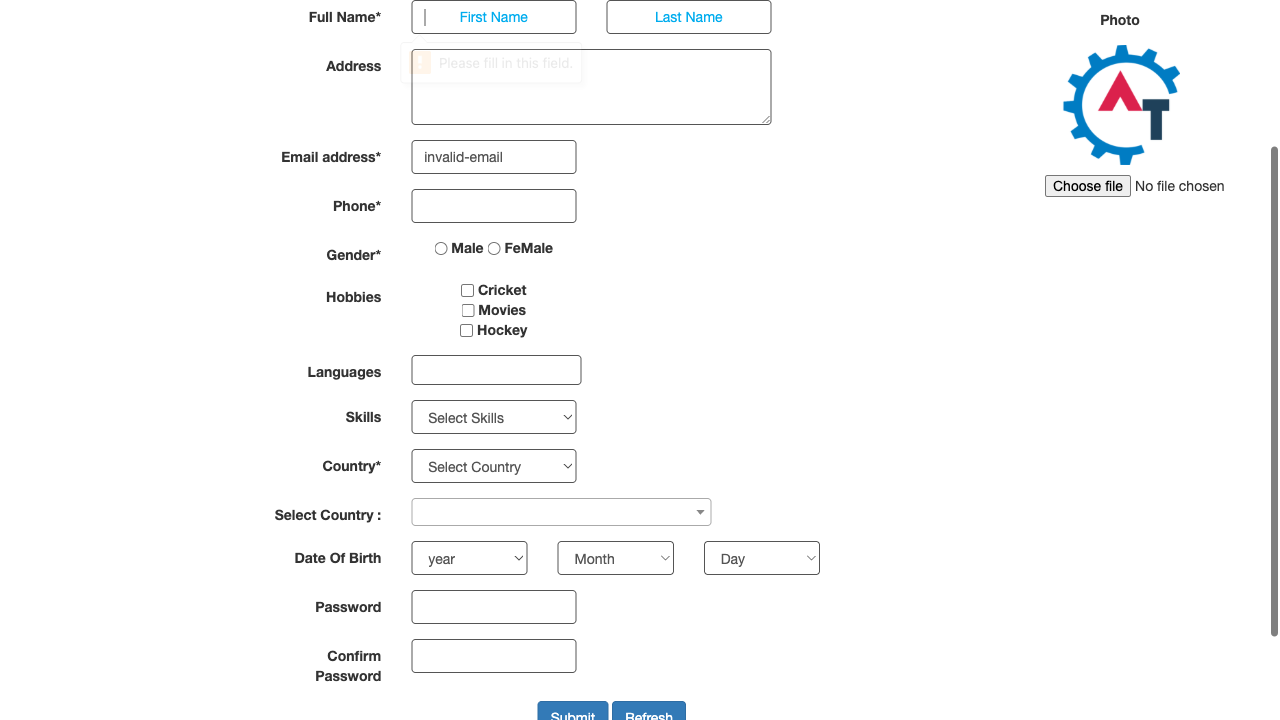 Full Name*
First Name
Last Name
Photo
Address
! Please fill in this field.
AT
Choose file No file chosen
Email address*
invalid-email
Phone*
Gender*
Male FeMale
Hobbies
Cricket
Movies
Hockey
Languages
Skills
Select Skills
Country*
Select Country
Select Country :
Date Of Birth
year
Month
Day
Password
Confirm
Password
Submit
Refresh